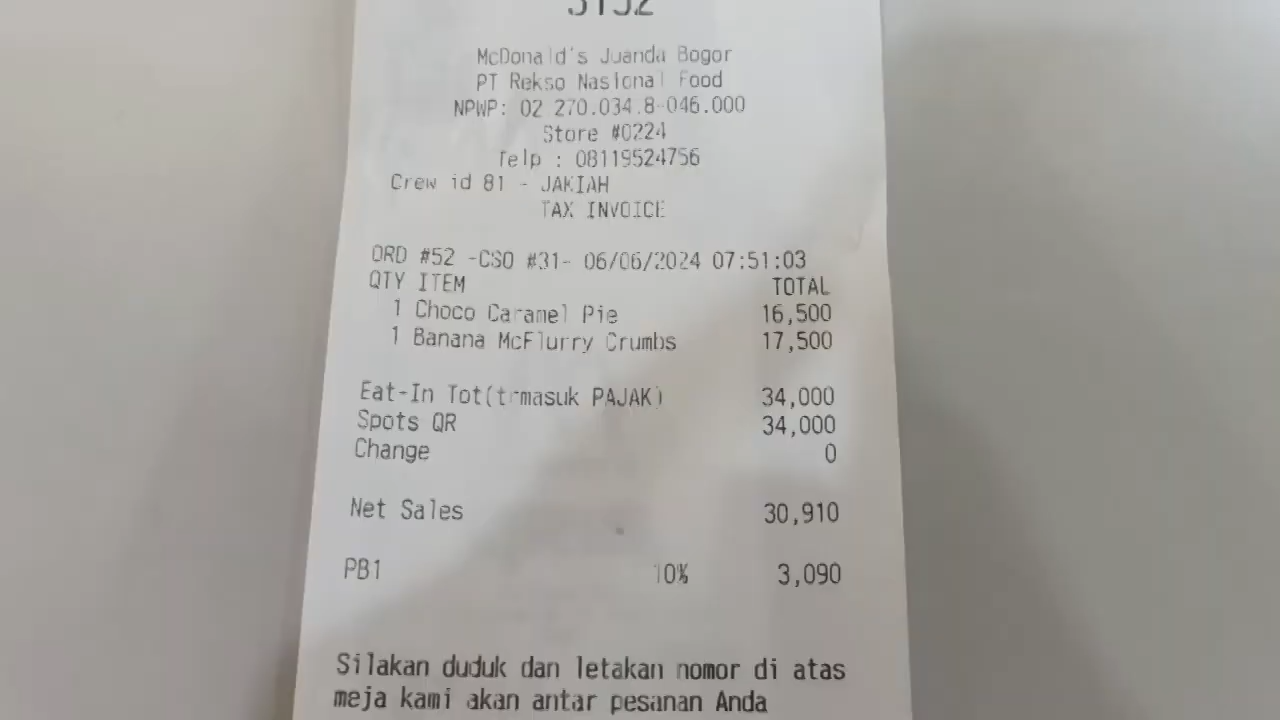 McDonald's Juanda Bogor
PT Rekso Nasional Food
NPWP: 02 270.034.8-046.000
Store #0224
Telp : 08119524756
Crew id 81 - JAKIAH
TAX INVOICE
ORD #52 -CSO #31- 06/06/2024 07:51:03
QTY ITEM TOTAL
1 Choco Caramel Pie 16,500
1 Banana McFlurry Crumbs 17,500
Eat-In Tot(trmasuk PAJAK) 34,000
Spots QR 34,000
Change 0
Net Sales 30,910
PB1 10% 3,090
Silakan duduk dan letakan nomor di atas
meja kami akan antar pesanan Anda